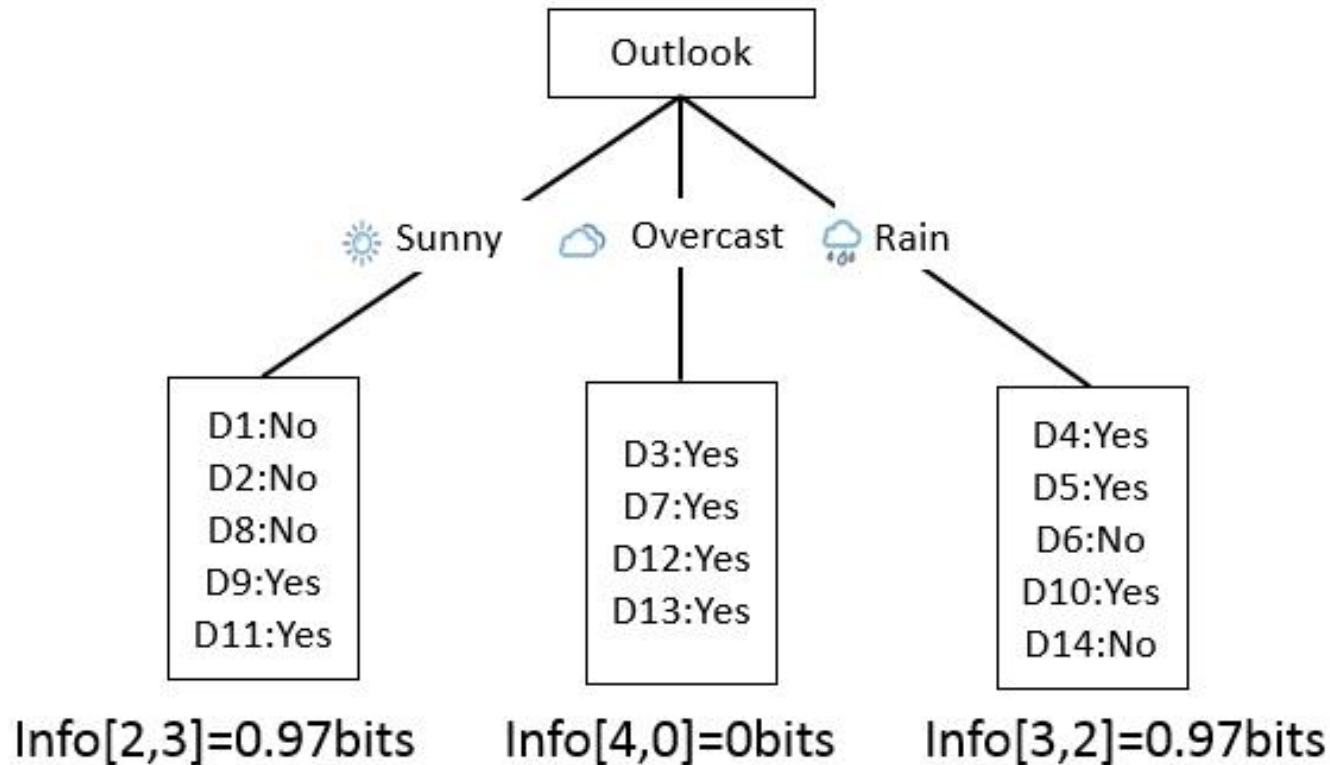 Outlook
Sunny
Overcast
Rain
D1:No
D2:No
D8:No
D9:Yes
D11:Yes
D3:Yes
D7:Yes
D12:Yes
D13:Yes
D4:Yes
D5:Yes
D6:No
D10:Yes
D14:No
Info[2,3]=0.97bits
Info[4,0]=0bits
Info[3,2]=0.97bits